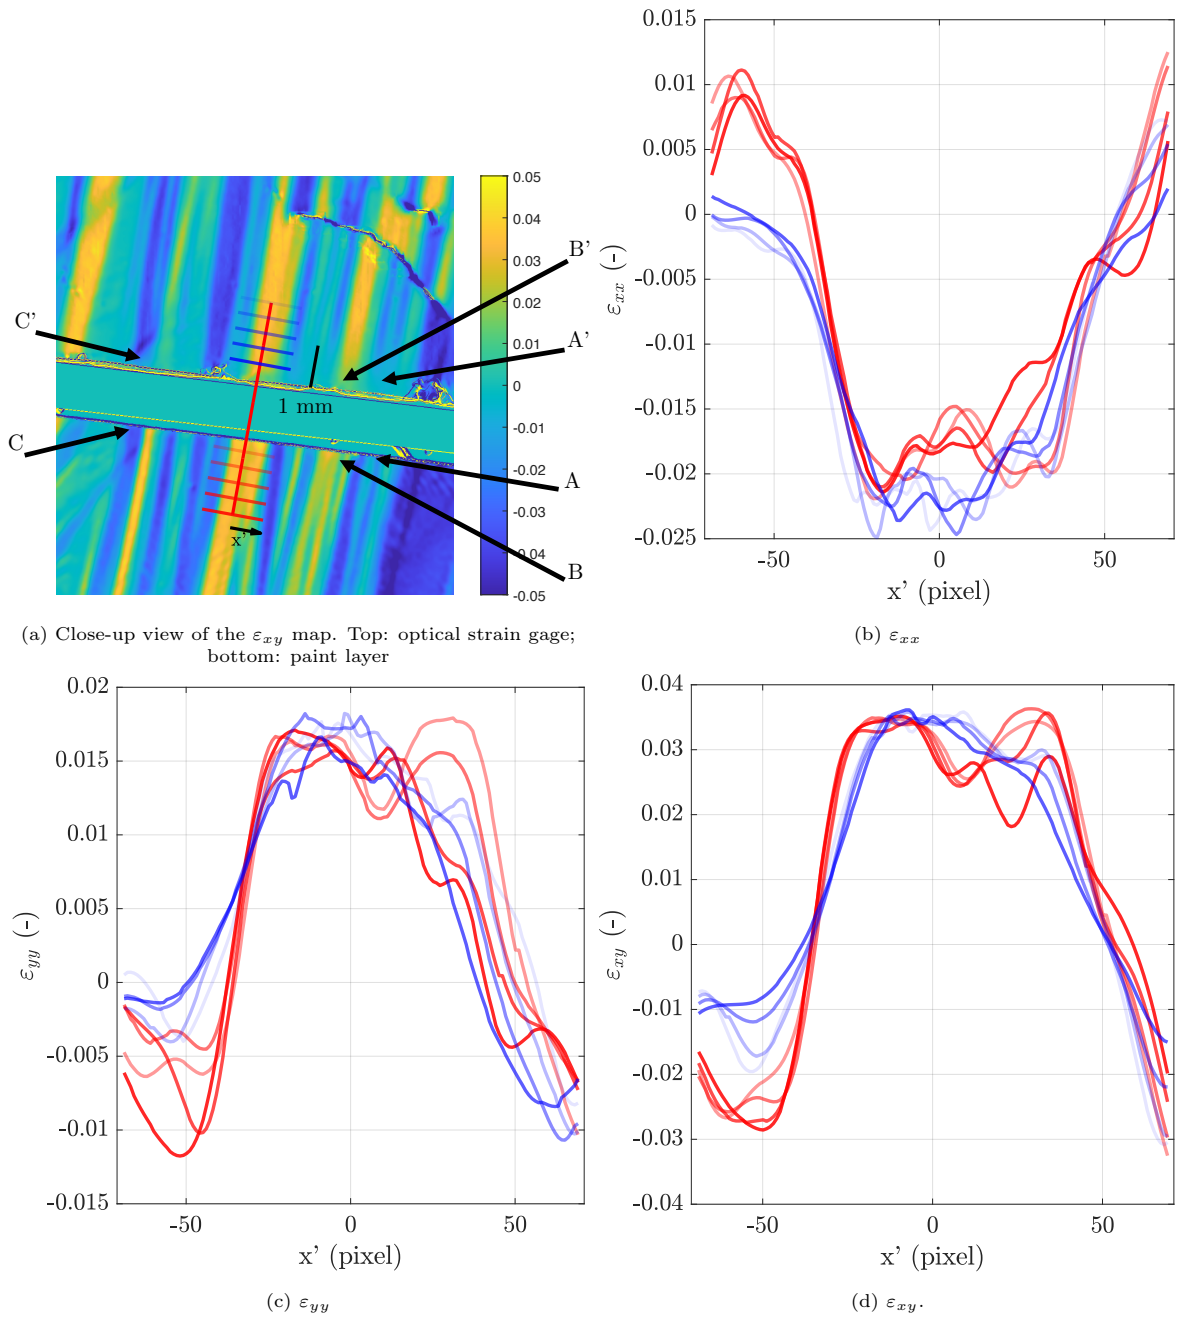 0.05
0.04
0.03
0.02
0.01
0
-0.01
-0.02
-0.03
-0.04
-0.05
C'
C
B'
A'
A
B
1 mm
x'
(a) Close-up view of the εxy map. Top: optical strain gage;
bottom: paint layer
0.015
0.01
0.005
0
-0.005
-0.01
-0.015
-0.02
-0.025
εxx (-)
-50
0
50
x' (pixel)
(b) εxx
0.02
0.015
0.01
0.005
0
-0.005
-0.01
-0.015
εyy (-)
-50
0
50
x' (pixel)
(c) εyy
0.04
0.03
0.02
0.01
0
-0.01
-0.02
-0.03
-0.04
εxy (-)
-50
0
50
x' (pixel)
(d) εxy.